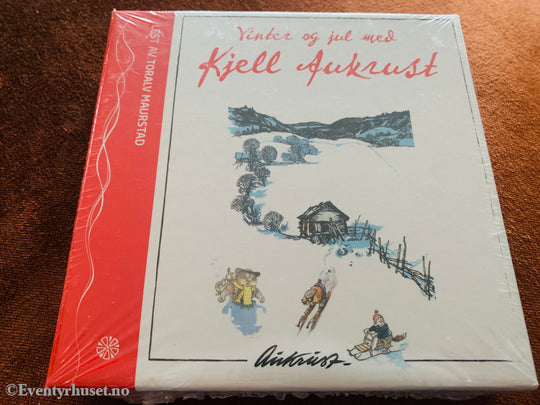 LEST AV TORALV MAURSTAD
Vinter og jul med
Kjell Aukrust
Aukrust
©Eventyrhuset.no